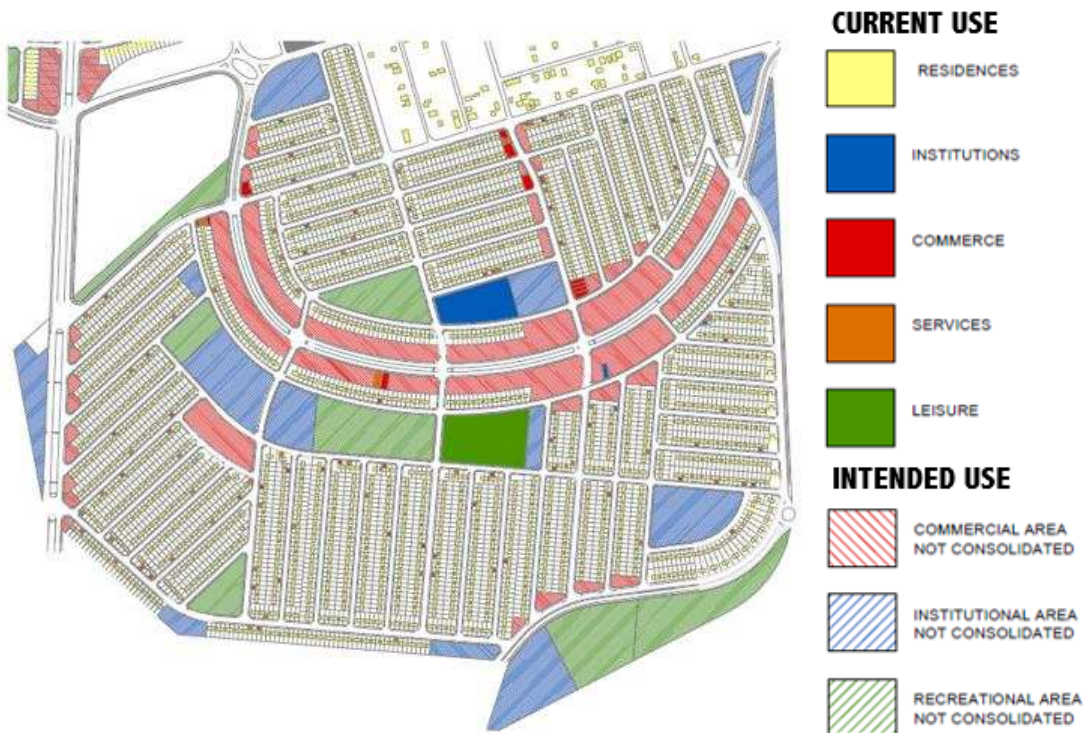 CURRENT USE
RESIDENCES
INSTITUTIONS
COMMERCE
SERVICES
LEISURE
INTENDED USE
COMMERCIAL AREA
NOT CONSOLIDATED
INSTITUTIONAL AREA
NOT CONSOLIDATED
RECREATIONAL AREA
NOT CONSOLIDATED